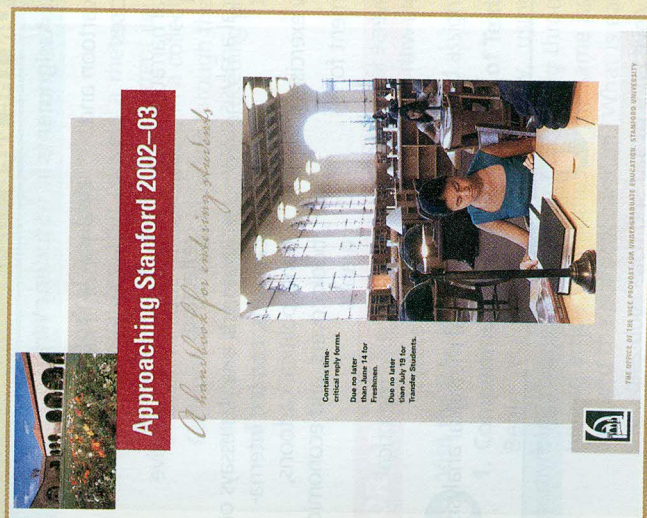 Approaching Stanford 2002–03
A handbook for entering students
Contains time-
critical reply forms.
Due no later
than June 14 for
Freshmen.
Due no later
than July 19 for
Transfer Students.
THE OFFICE OF THE VICE PROVOST FOR UNDERGRADUATE EDUCATION, STANFORD UNIVERSITY